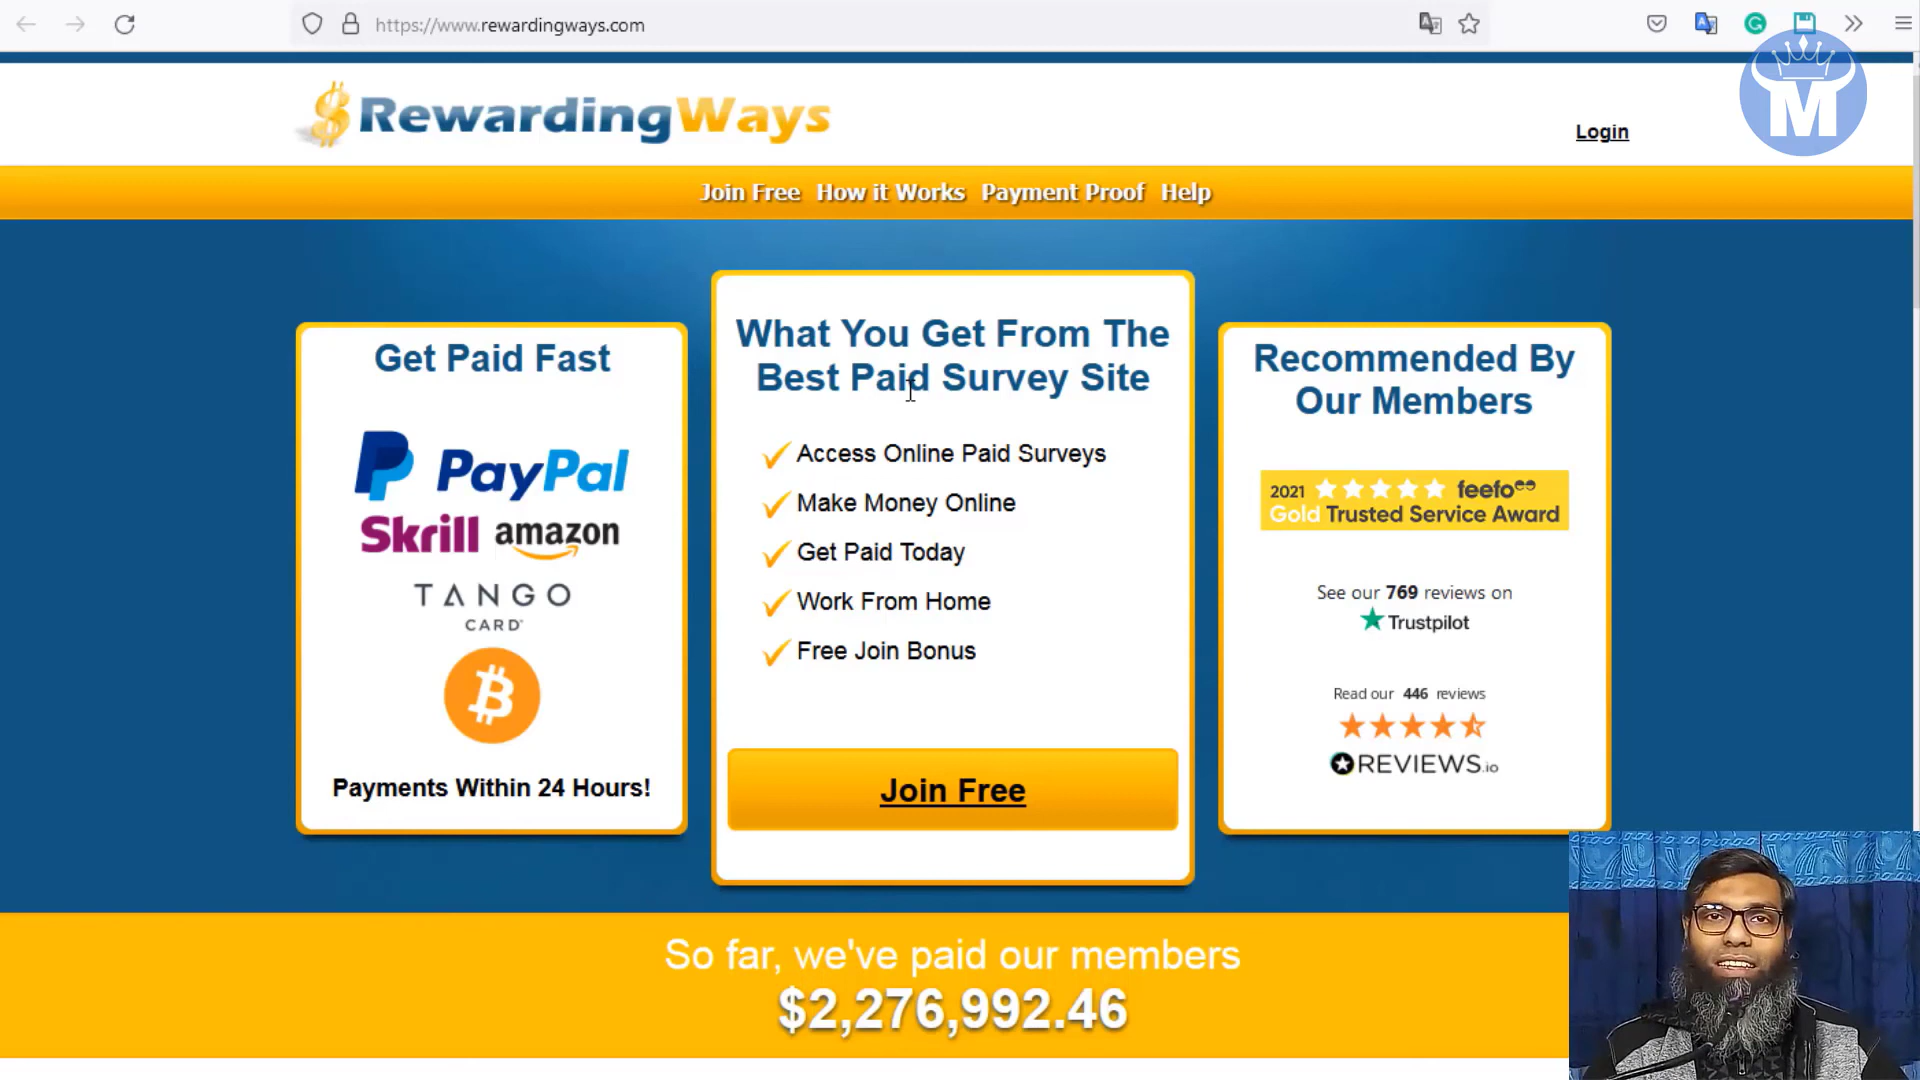 https://www.rewardingways.com
M
$ RewardingWays
Login
Join Free How it Works Payment Proof Help
Get Paid Fast
PayPal
Skrill amazon
TANGO
CARD
Payments Within 24 Hours!
What You Get From The
Best Paid Survey Site
Access Online Paid Surveys
Make Money Online
Get Paid Today
Work From Home
Free Join Bonus
Join Free
Recommended By
Our Members
2021 feefo
Gold Trusted Service Award
See our 769 reviews on
Trustpilot
Read our 446 reviews
REVIEWS.io
So far, we've paid our members
$2,276,992.46